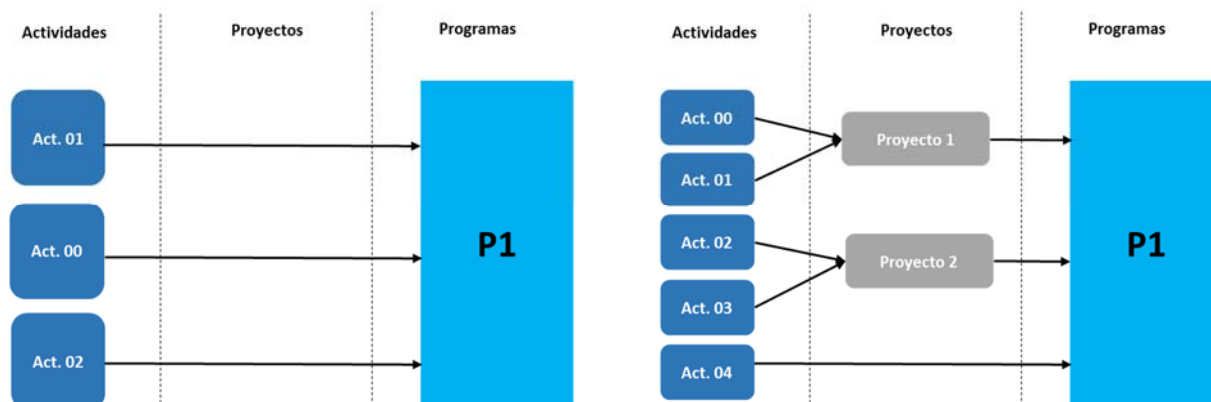 Actividades
Proyectos
Programas
Act. 01
Act. 00
Act. 02
P1
Actividades
Proyectos
Programas
Act. 00
Act. 01
Act. 02
Act. 03
Act. 04
Proyecto 1
Proyecto 2
P1